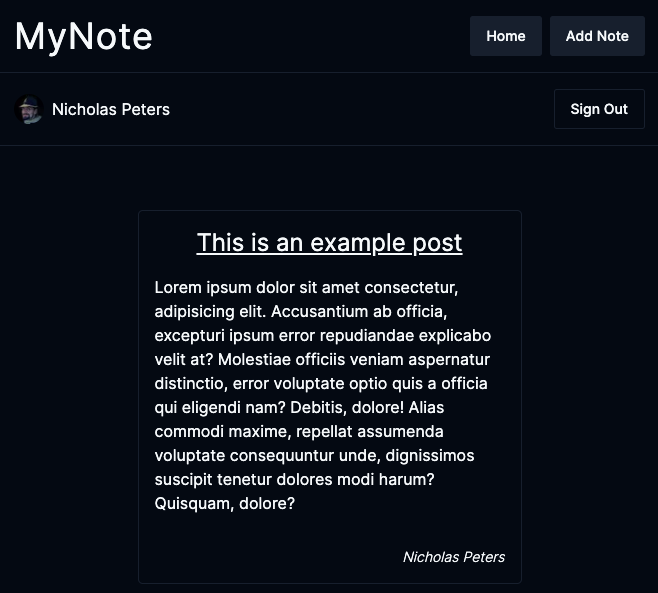 MyNote
Home
Add Note
Nicholas Peters
Sign Out
This is an example post
Lorem ipsum dolor sit amet consectetur,
adipisicing elit. Accusantium ab officia,
excepturi ipsum error repudiandae explicabo
velit at? Molestiae officiis veniam aspernatur
distinctio, error voluptate optio quis a officia
qui eligendi nam? Debitis, dolore! Alias
commodi maxime, repellat assumenda
voluptate consequuntur unde, dignissimos
suscipit tenetur dolores modi harum?
Quisquam, dolore?
Nicholas Peters